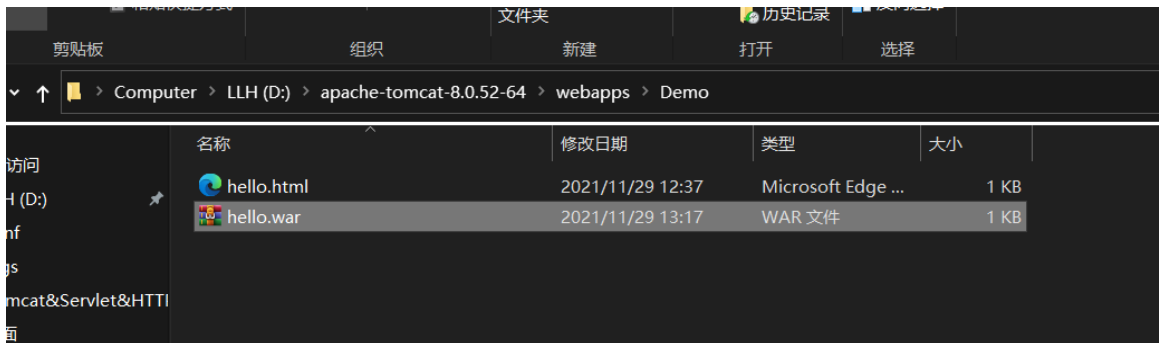 文件夹
历史记录
剪贴板 组织 新建 打开 选择
Computer > LLH (D:) > apache-tomcat-8.0.52-64 > webapps > Demo
名称 修改日期 类型 大小
访问
hello.html 2021/11/29 12:37 Microsoft Edge ... 1 KB
H (D:)
hello.war 2021/11/29 13:17 WAR 文件 1 KB
nf
gs
mcat&Servlet&HTTI
面